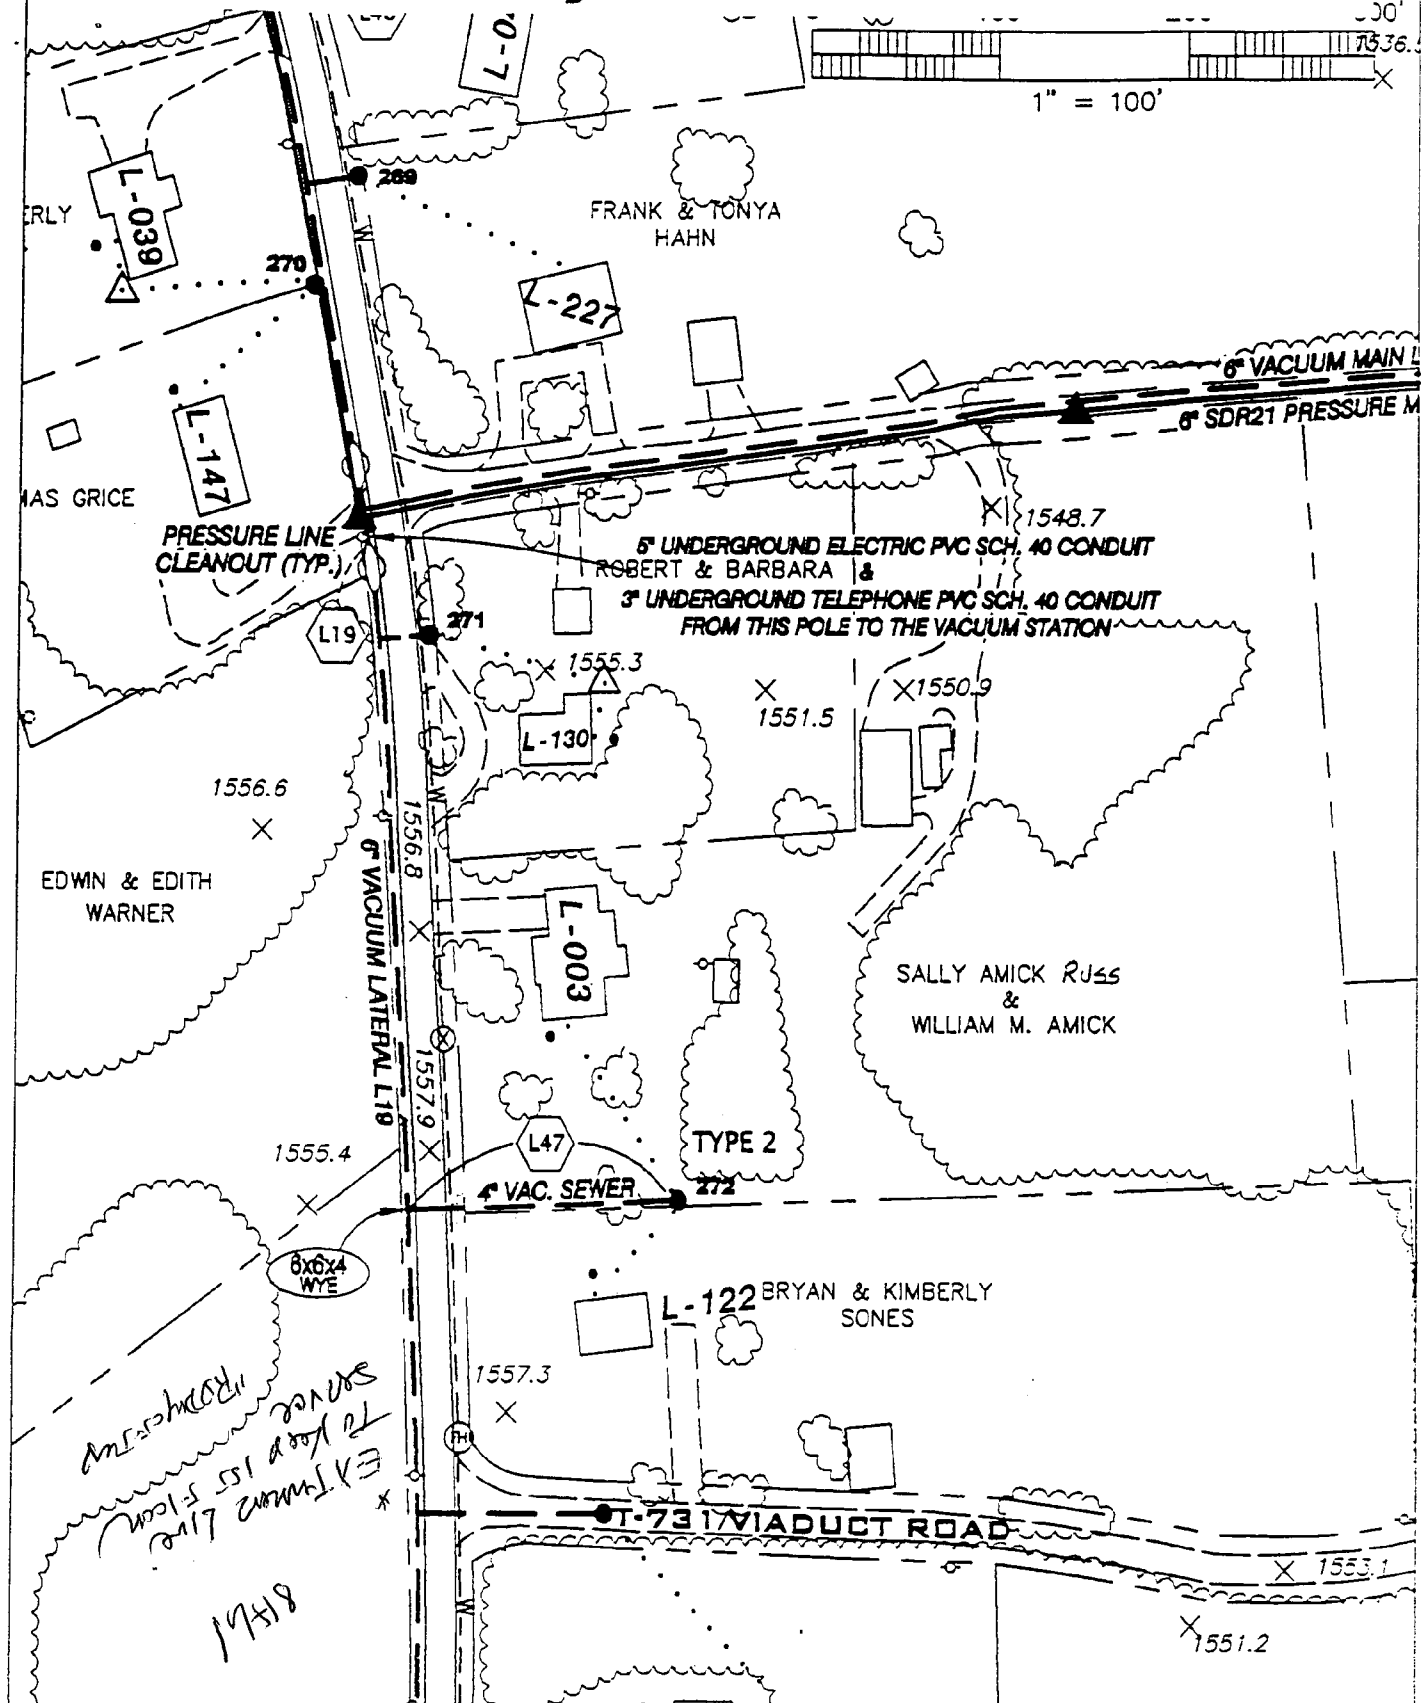 1" = 100'
L-039
269
270
FRANK & TONYA
HAHN
L-227
L-147
6" VACUUM MAIN
6" SDR21 PRESSURE
GRICE
PRESSURE LINE
CLEANOUT (TYP.)
1548.7
5" UNDERGROUND ELECTRIC PVC SCH. 40 CONDUIT
ROBERT & BARBARA &
3" UNDERGROUND TELEPHONE PVC SCH. 40 CONDUIT
FROM THIS POLE TO THE VACUUM STATION
L19
271
W
1555.3
1551.5
1550.9
L-130
1556.6
W
1556.8
6" VACUUM LATERAL L19
EDWIN & EDITH
WARNER
L-003
SALLY AMICK RUSS
&
WILLIAM M. AMICK
1557.9
1555.4
L47
TYPE 2
4" VAC. SEWER
272
6x6x4
WYE
L-122
BRYAN & KIMBERLY
SONES
1557.3
FH
T-731/VIADUCT ROAD
1553.1
W
1551.2